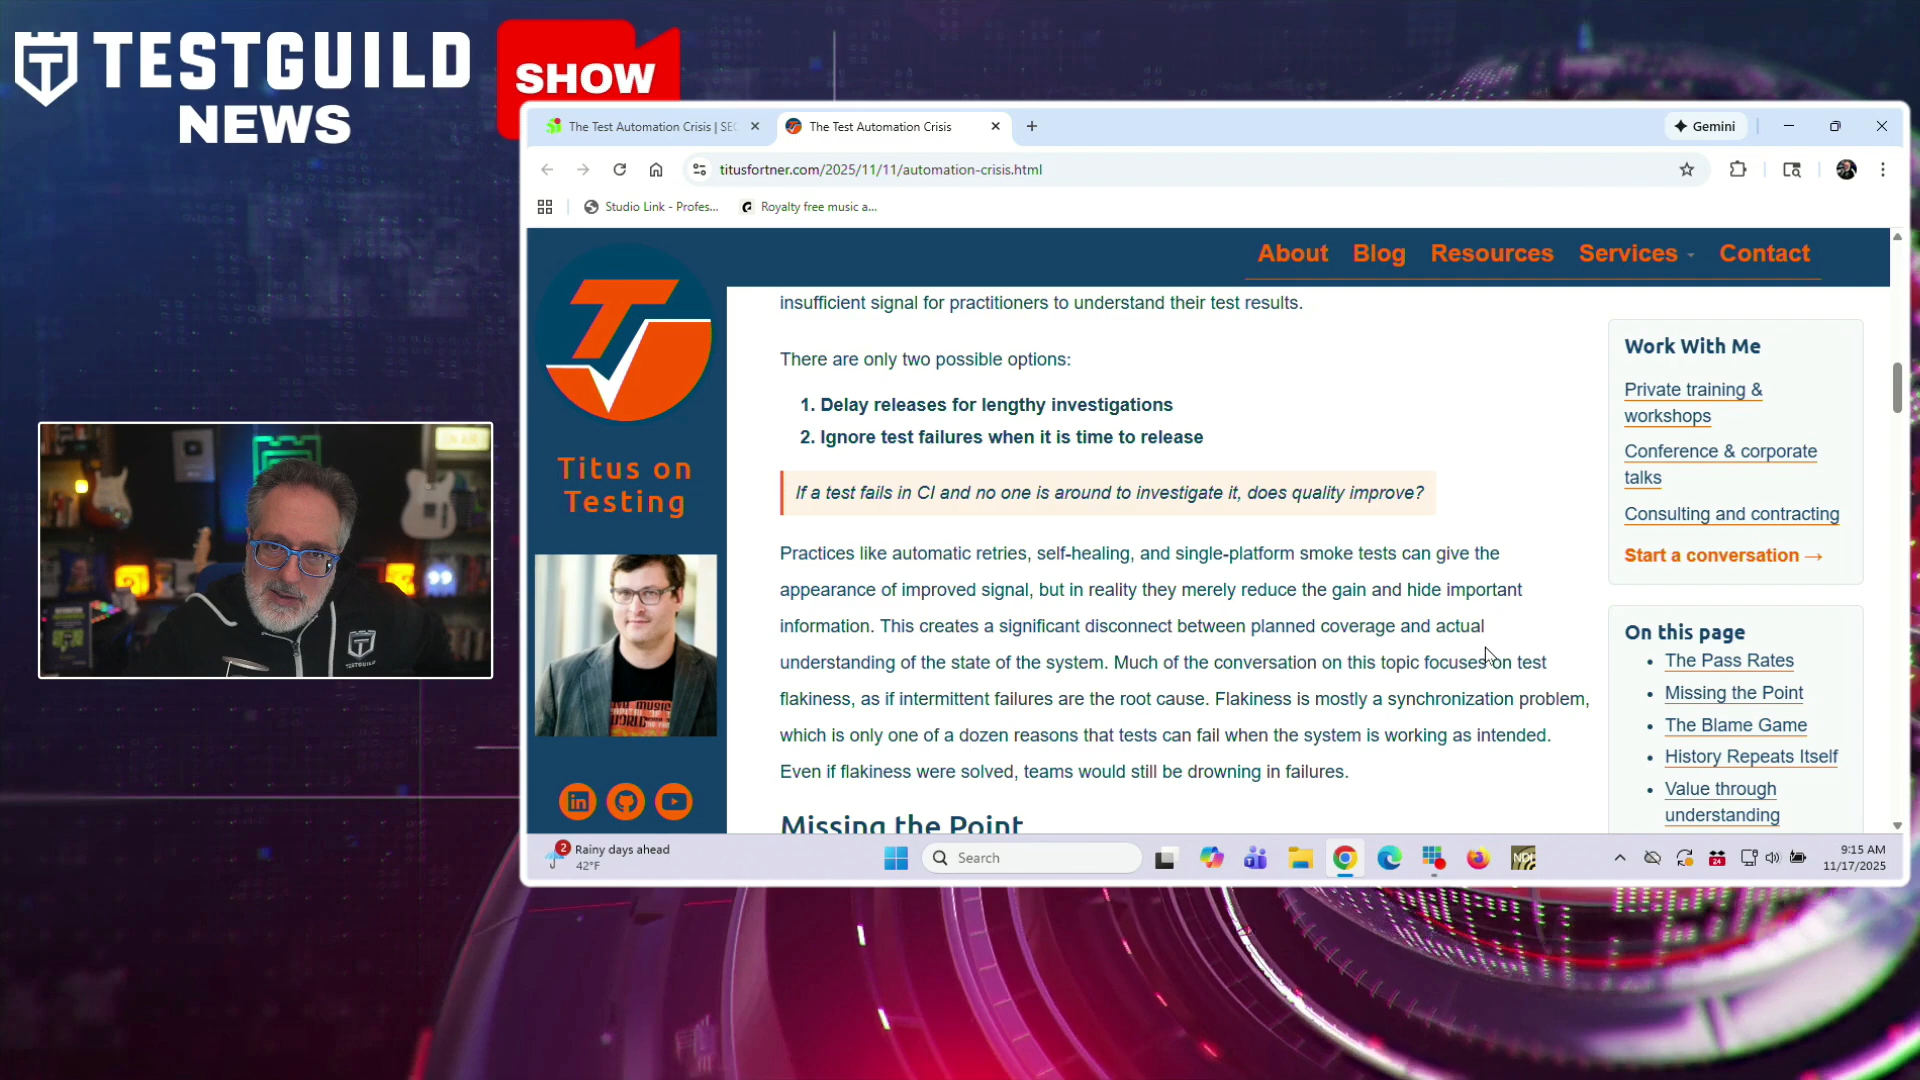 TESTGUILD
NEWS
SHOW
The Test Automation Crisis | SEC
The Test Automation Crisis
Gemini
titusfortner.com/2025/11/11/automation-crisis.html
Studio Link - Profes...
Royalty free music a...
About Blog Resources Services Contact
Titus on
Testing
insufficient signal for practitioners to understand their test results.
There are only two possible options:
1. Delay releases for lengthy investigations
2. Ignore test failures when it is time to release
If a test fails in CI and no one is around to investigate it, does quality improve?
Practices like automatic retries, self-healing, and single-platform smoke tests can give the
appearance of improved signal, but in reality they merely reduce the gain and hide important
information. This creates a significant disconnect between planned coverage and actual
understanding of the state of the system. Much of the conversation on this topic focuses on test
flakiness, as if intermittent failures are the root cause. Flakiness is mostly a synchronization problem,
which is only one of a dozen reasons that tests can fail when the system is working as intended.
Even if flakiness were solved, teams would still be drowning in failures.
Missing the Point
Work With Me
Private training &
workshops
Conference & corporate
talks
Consulting and contracting
Start a conversation →
On this page
The Pass Rates
Missing the Point
The Blame Game
History Repeats Itself
Value through
understanding
2
Rainy days ahead
42°F
Search
24
9:15 AM
11/17/2025